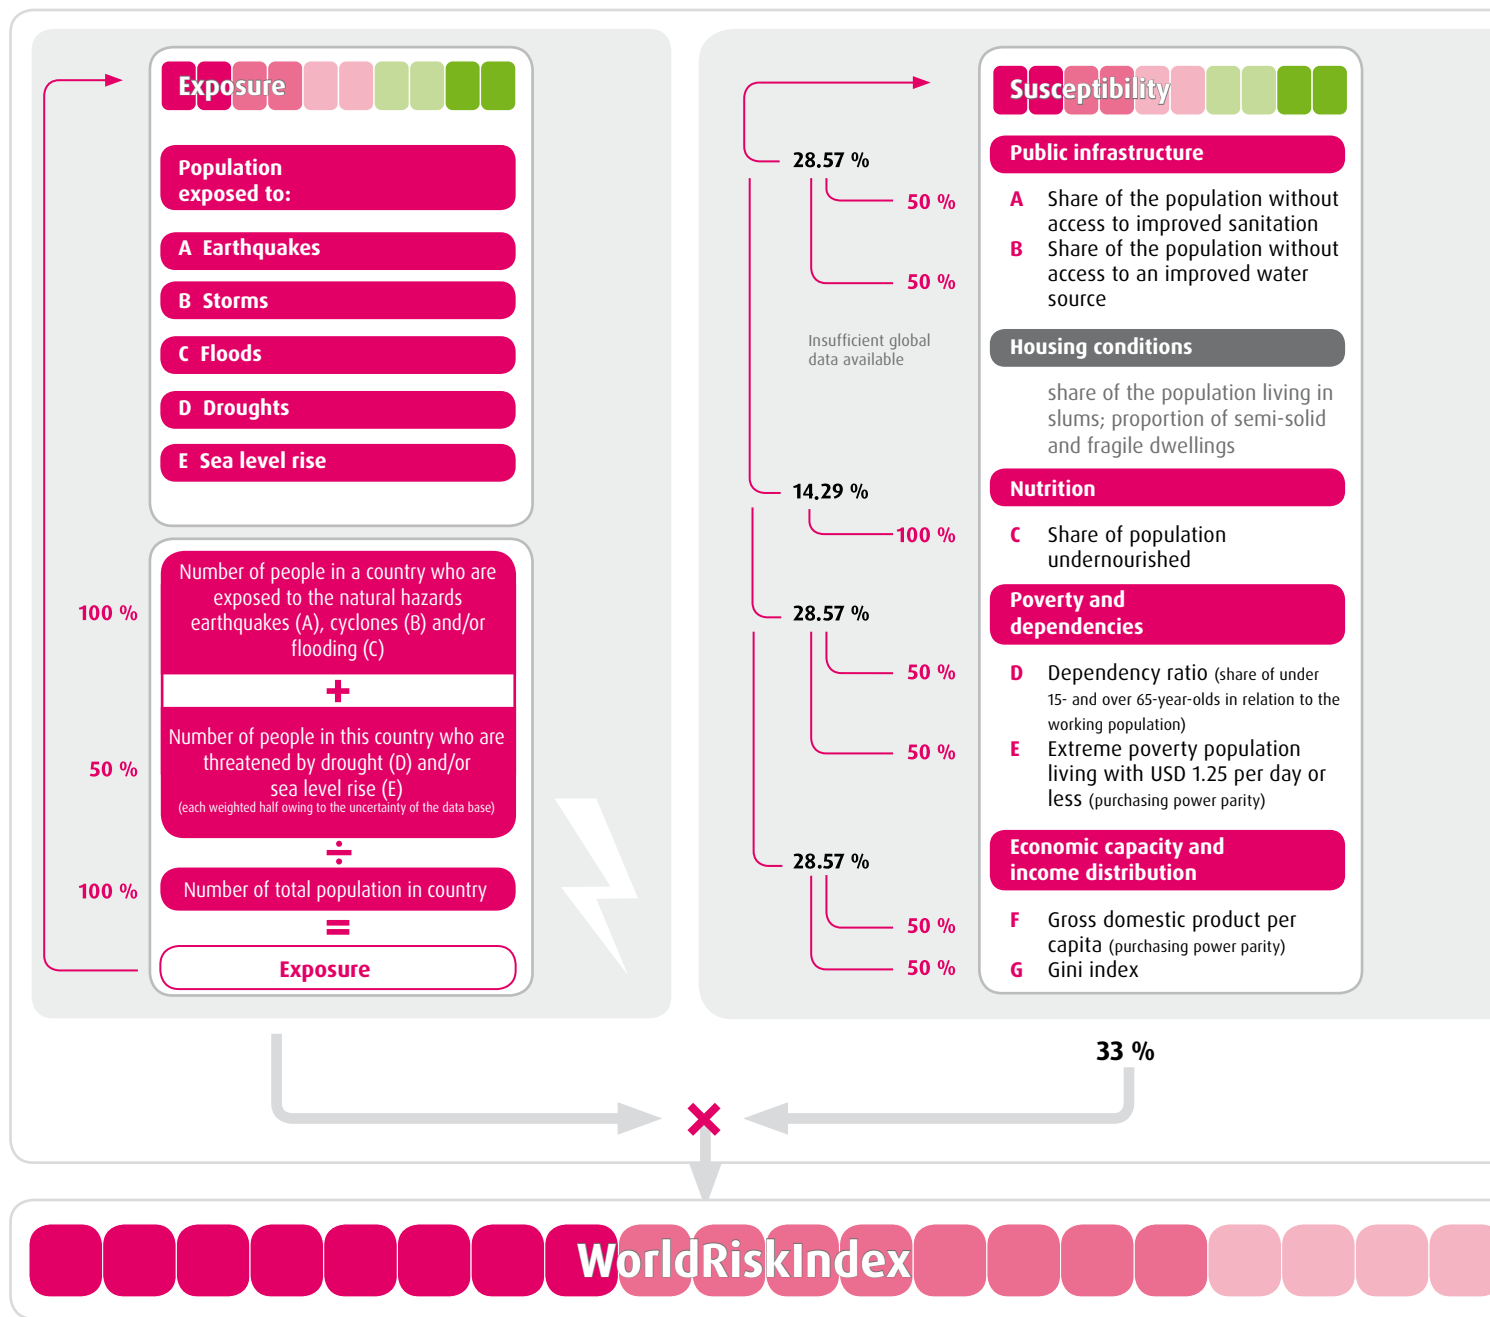 Exposure
Population
exposed to:
A Earthquakes
B Storms
C Floods
D Droughts
E Sea level rise
100 %
Number of people in a country who are
exposed to the natural hazards
earthquakes (A), cyclones (B) and/or
flooding (C)
+
50 %
Number of people in this country who are
threatened by drought (D) and/or
sea level rise (E)
(each weighted half owing to the uncertainty of the data base)
÷
100 %
Number of total population in country
=
Exposure
Susceptibility
28.57 %
Public infrastructure
50 %
A Share of the population without
access to improved sanitation
50 %
B Share of the population without
access to an improved water
source
Insufficient global
data available
Housing conditions
share of the population living in
slums; proportion of semi-solid
and fragile dwellings
14.29 %
Nutrition
100 %
C Share of population
undernourished
28.57 %
Poverty and
dependencies
50 %
D Dependency ratio (share of under
15- and over 65-year-olds in relation to the
working population)
50 %
E Extreme poverty population
living with USD 1.25 per day or
less (purchasing power parity)
28.57 %
Economic capacity and
income distribution
50 %
F Gross domestic product per
capita (purchasing power parity)
50 %
G Gini index
33 %
×
WorldRiskIndex